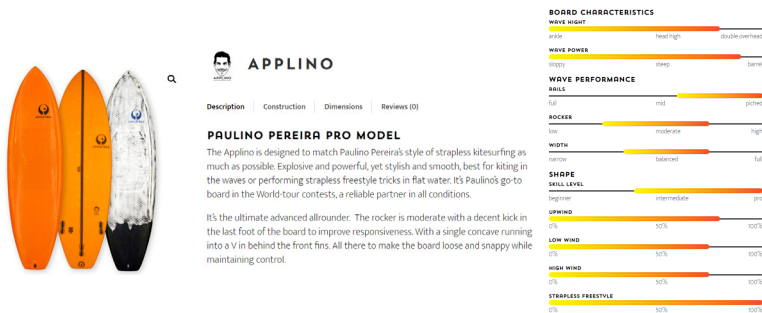 APPLINO
APPLINO
Description
Construction
Dimensions
Reviews (0)
PAULINO PEREIRA PRO MODEL
The Applino is designed to match Paulino Pereira's style of strapless kitesurfing as
much as possible. Explosive and powerful, yet stylish and smooth, best for kiting in
the waves or performing strapless freestyle tricks in flat water. It's Paulino's go-to
board in the World-tour contests, a reliable partner in all conditions.
It's the ultimate advanced allrounder. The rocker is moderate with a decent kick in
the last foot of the board to improve responsiveness. With a single concave running
into a V in behind the front fins. All there to make the board loose and snappy while
maintaining control.
BOARD CHARACTERISTICS
WAVE HIGHT
ankle head high double overhead
WAVE POWER
sloppy steep barrel
WAVE PERFORMANCE
RAILS
full mid pinched
ROCKER
low moderate high
WIDTH
narrow balanced full
SHAPE
SKILL LEVEL
beginner intermediate pro
UPWIND
0% 50% 100%
LOW WIND
0% 50% 100%
HIGH WIND
0% 50% 100%
STRAPLESS FREESTYLE
0% 50% 100%